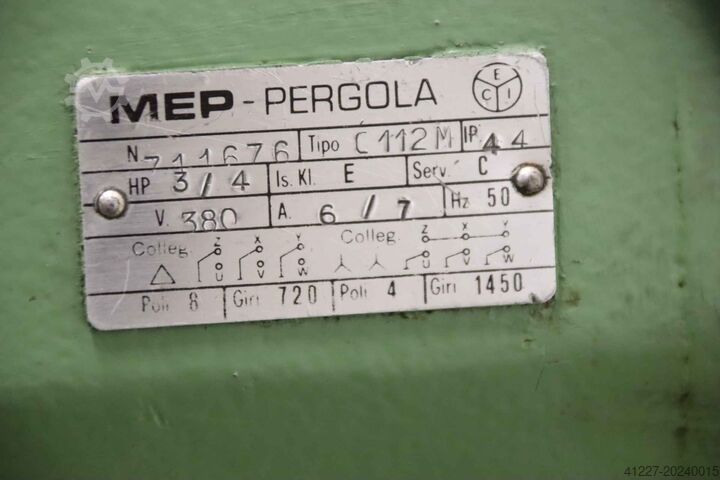 MEP - PERGOLA
E C I
N 711676 Tipo C 112 M IP 44
HP 3/4 Is. Kl. E Serv. C
V. 380 A. 6/7 Hz 50
Colleg. Z X Y Colleg. Z X Y
U V W U V W
Poli 8 Giri 720 Poli 4 Giri 1450
41227-20240015